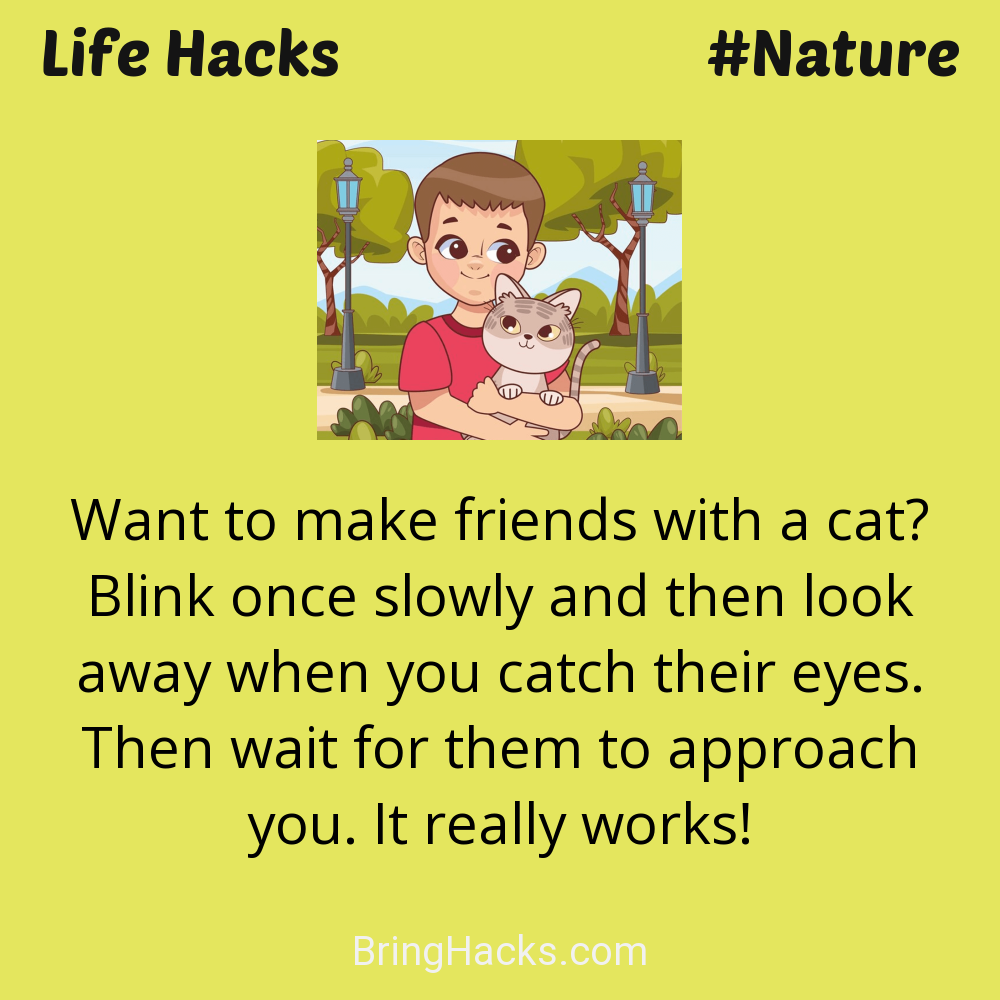 Life Hacks
#Nature
Want to make friends with a cat?
Blink once slowly and then look
away when you catch their eyes.
Then wait for them to approach
you. It really works!
BringHacks.com